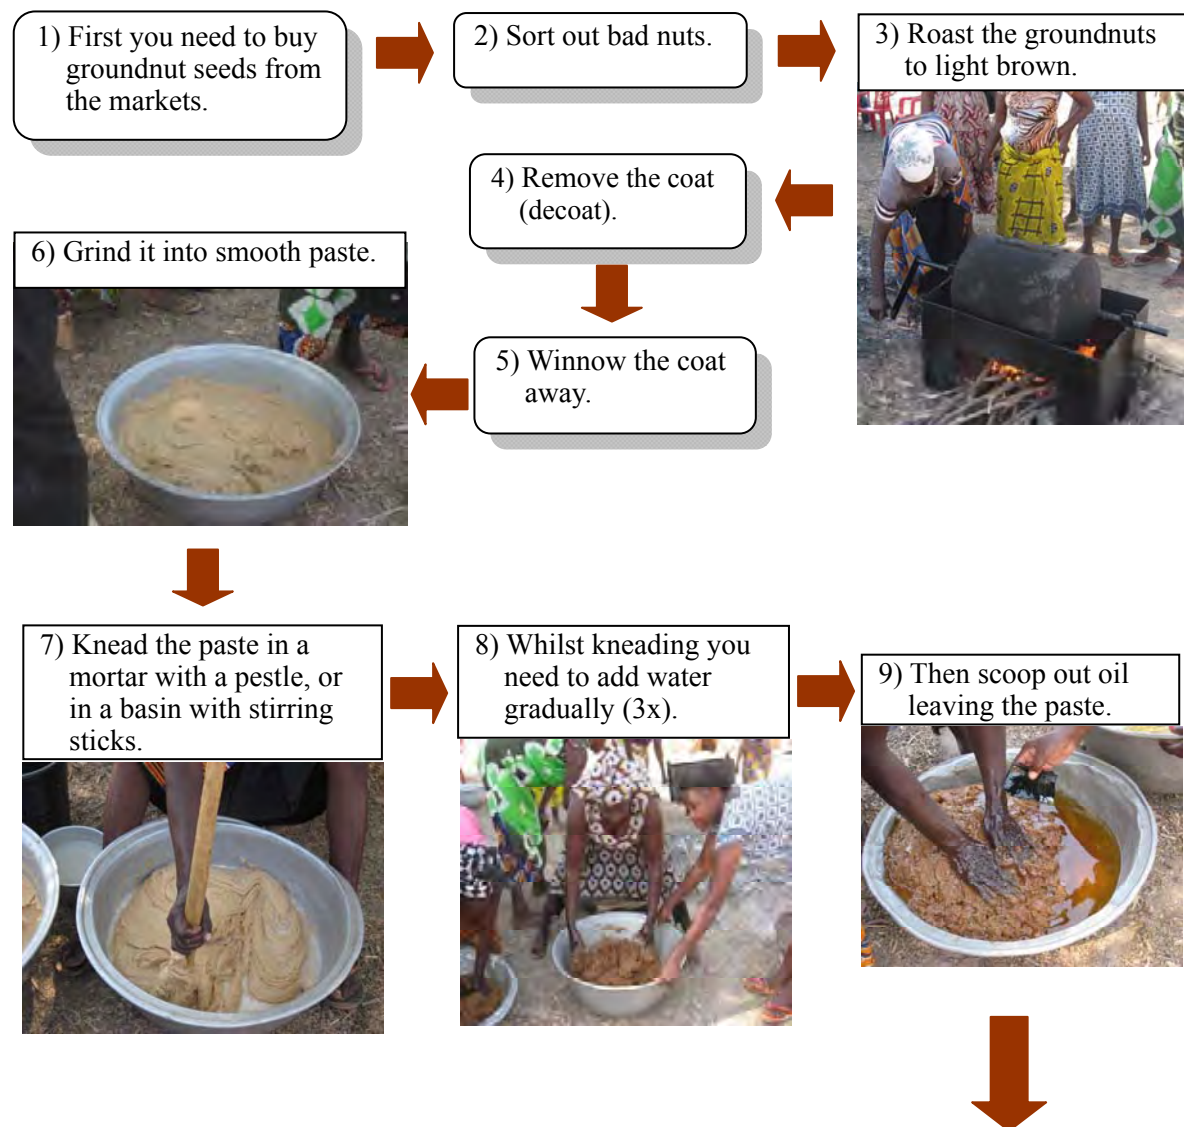 1) First you need to buy
groundnut seeds from
the markets.
2) Sort out bad nuts.
3) Roast the groundnuts
to light brown.
4) Remove the coat
(decoat).
5) Winnow the coat
away.
6) Grind it into smooth paste.
7) Knead the paste in a
mortar with a pestle, or
in a basin with stirring
sticks.
8) Whilst kneading you
need to add water
gradually (3x).
9) Then scoop out oil
leaving the paste.